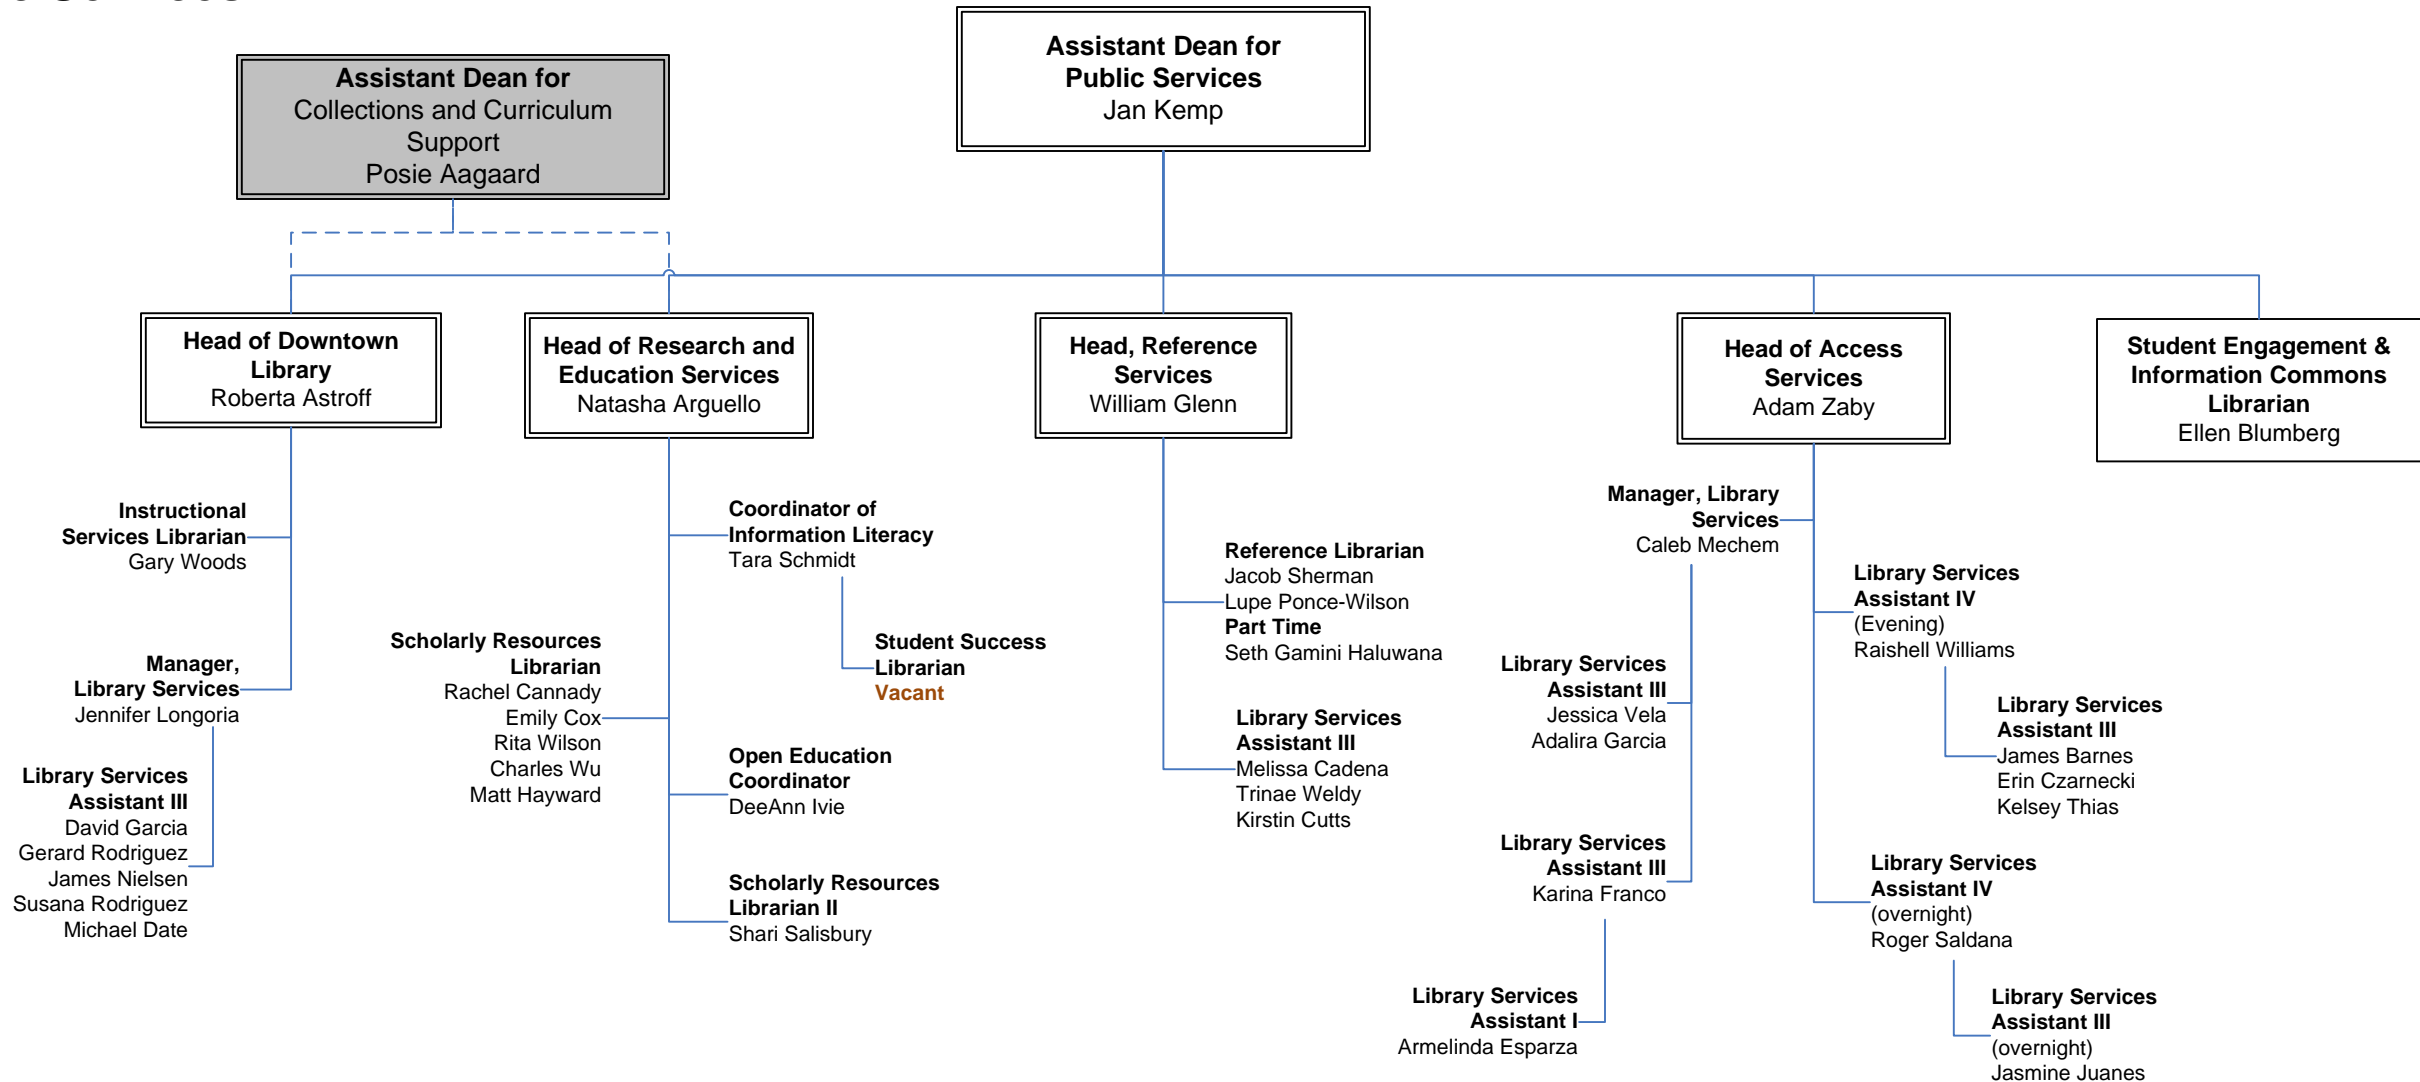 Assistant Dean for
Public Services
Jan Kemp
Assistant Dean for
Collections and Curriculum
Support
Posie Aagaard
Head of Downtown
Library
Roberta Astroff
Head of Research and
Education Services
Natasha Arguello
Head, Reference
Services
William Glenn
Head of Access
Services
Adam Zaby
Student Engagement &
Information Commons
Librarian
Ellen Blumberg
Instructional
Services Librarian
Gary Woods
Manager,
Library Services
Jennifer Longoria
Library Services
Assistant III
David Garcia
Gerard Rodriguez
James Nielsen
Susana Rodriguez
Michael Date
Coordinator of
Information Literacy
Tara Schmidt
Student Success
Librarian
Vacant
Scholarly Resources
Librarian
Rachel Cannady
Emily Cox
Rita Wilson
Charles Wu
Matt Hayward
Open Education
Coordinator
DeeAnn Ivie
Scholarly Resources
Librarian II
Shari Salisbury
Reference Librarian
Jacob Sherman
Lupe Ponce-Wilson
Part Time
Seth Gamini Haluwana
Library Services
Assistant III
Melissa Cadena
Trinae Weldy
Kirstin Cutts
Manager, Library
Services
Caleb Mechem
Library Services
Assistant III
Jessica Vela
Adalira Garcia
Library Services
Assistant III
Karina Franco
Library Services
Assistant I
Armelinda Esparza
Library Services
Assistant IV
(Evening)
Raishell Williams
Library Services
Assistant III
James Barnes
Erin Czarnecki
Kelsey Thias
Library Services
Assistant IV
(overnight)
Roger Saldana
Library Services
Assistant III
(overnight)
Jasmine Juanes